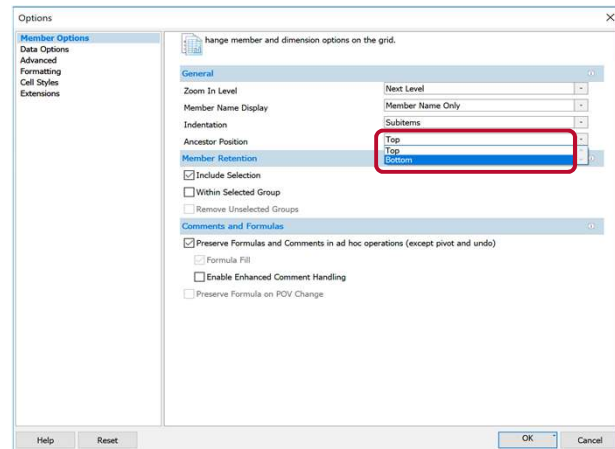 Options
Member Options
Data Options
Advanced
Formatting
Cell Styles
Extensions
hange member and dimension options on the grid.
General
Zoom In Level Next Level
Member Name Display Member Name Only
Indentation Subitems
Ancestor Position Top
Top
Bottom
Member Retention
Include Selection
Within Selected Group
Remove Unselected Groups
Comments and Formulas
Preserve Formulas and Comments in ad hoc operations (except pivot and undo)
Formula Fill
Enable Enhanced Comment Handling
Preserve Formula on POV Change
Help Reset OK Cancel